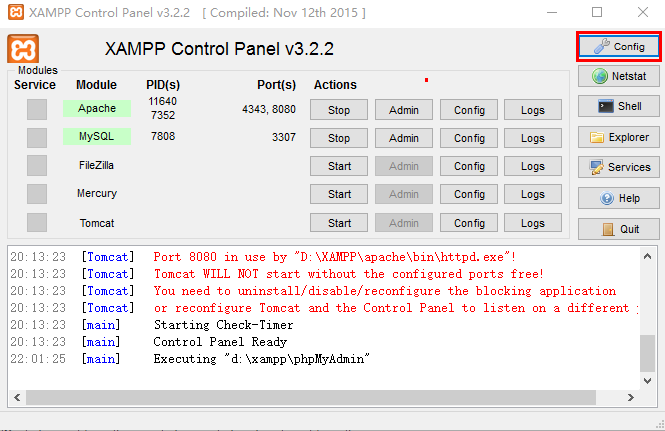 XAMPP Control Panel v3.2.2 [ Compiled: Nov 12th 2015 ]
XAMPP Control Panel v3.2.2
Config
Modules
Service Module PID(s) Port(s) Actions
Netstat
Apache 11640 7352 4343, 8080 Stop Admin Config Logs
Shell
MySQL 7808 3307 Stop Admin Config Logs
Explorer
FileZilla Start Admin Config Logs
Services
Mercury Start Admin Config Logs
Help
Tomcat Start Admin Config Logs
Quit
20:13:23 [Tomcat] Port 8080 in use by "D:\XAMPP\apache\bin\httpd.exe"!
20:13:23 [Tomcat] Tomcat WILL NOT start without the configured ports free!
20:13:23 [Tomcat] You need to uninstall/disable/reconfigure the blocking application
20:13:23 [Tomcat] or reconfigure Tomcat and the Control Panel to listen on a different
20:13:23 [main] Starting Check-Timer
20:13:23 [main] Control Panel Ready
22:01:25 [main] Executing "d:\xampp\phpMyAdmin"